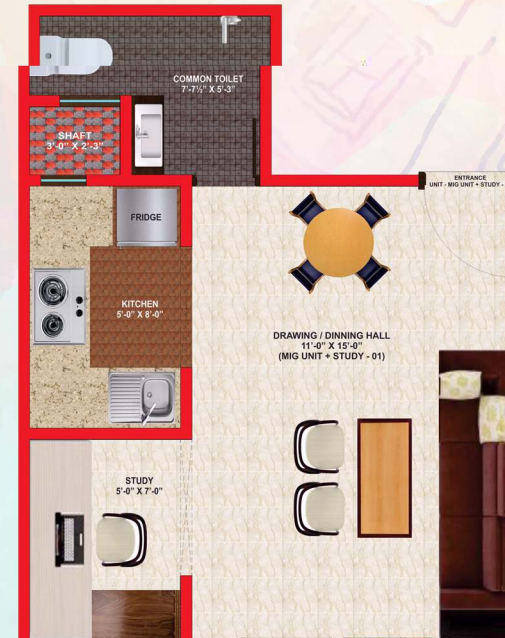 COMMON TOILET
7'-7½" X 5'-3"
SHAFT
3'-0" X 2'-3"
ENTRANCE
UNIT - MIG UNIT + STUDY -
FRIDGE
KITCHEN
5'-0" X 8'-0"
DRAWING / DINNING HALL
11'-0" X 15'-0"
(MIG UNIT + STUDY - 01)
STUDY
5'-0" X 7'-0"